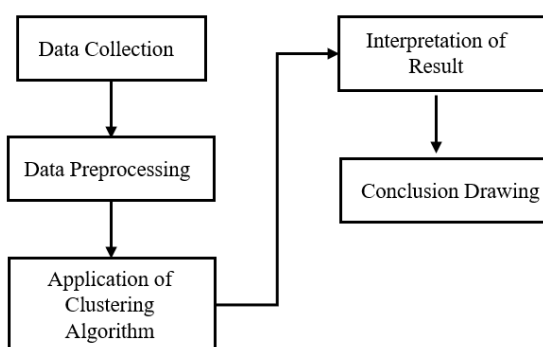 Data Collection
Data Preprocessing
Application of
Clustering
Algorithm
Interpretation of
Result
Conclusion Drawing